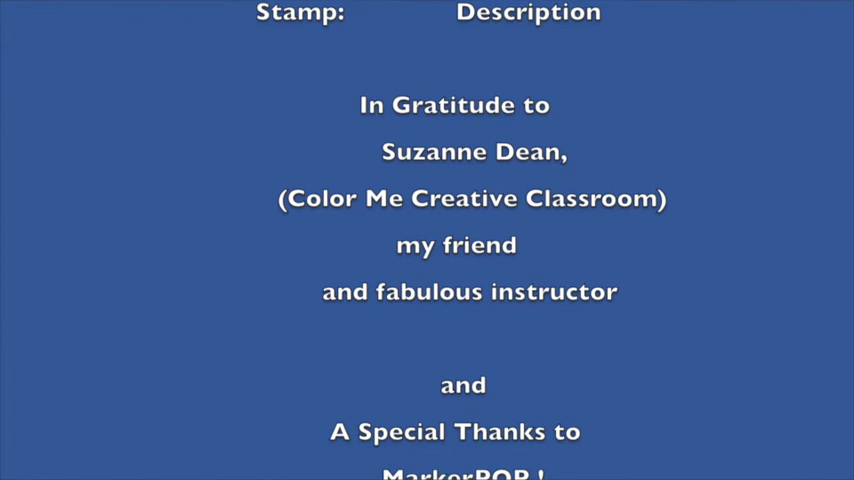 Stamp: Description
In Gratitude to
Suzanne Dean,
(Color Me Creative Classroom)
my friend
and fabulous instructor
and
A Special Thanks to
MarkerPOP !